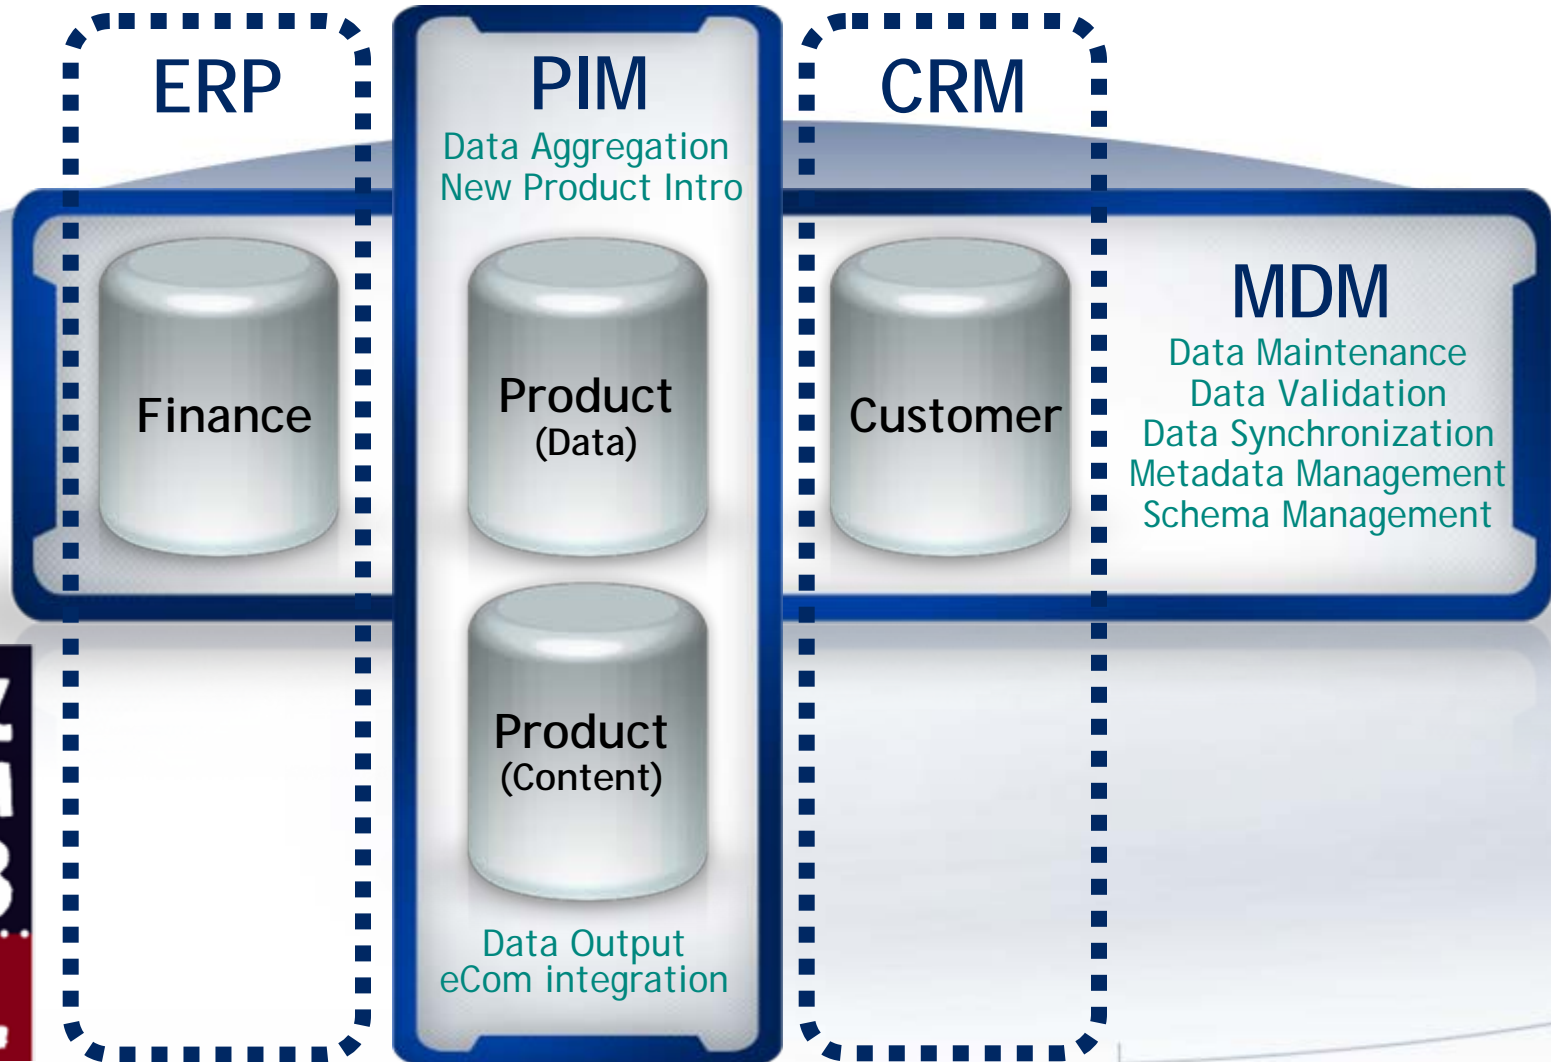 ERP
PIM
CRM
Data Aggregation
New Product Intro
Finance
Product
(Data)
Customer
MDM
Data Maintenance
Data Validation
Data Synchronization
Metadata Management
Schema Management
Product
(Content)
Data Output
eCom integration